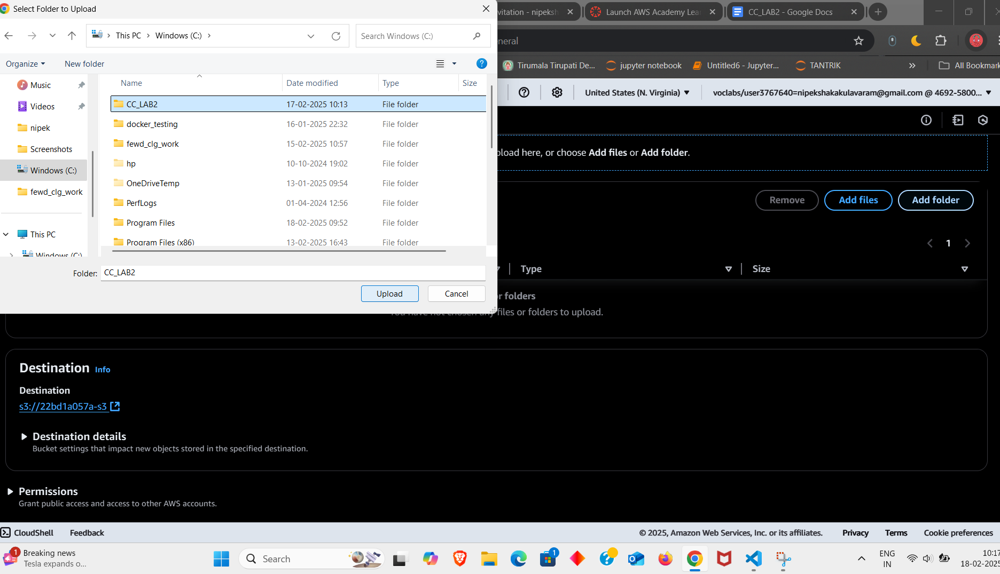 Select Folder to Upload
This PC
Windows (C:)
Search Windows (C:)
Organize
New folder
Music
Videos
nipek
Screenshots
Windows (C:)
fewd_clg_work
This PC
Windows (C:)
Name
Date modified
Type
Size
CC_LAB2
17-02-2025 10:13
File folder
docker_testing
16-01-2025 22:32
File folder
fewd_clg_work
15-02-2025 10:57
File folder
hp
10-10-2024 19:02
File folder
OneDriveTemp
13-01-2025 09:54
File folder
PerfLogs
01-04-2024 12:56
File folder
Program Files
18-02-2025 09:52
File folder
Program Files (x86)
13-02-2025 16:43
File folder
Folder:
CC_LAB2
Upload
Cancel
vitation - nipeksh
Launch AWS Academy Lea
CC_LAB2 - Google Docs
neral
Tirumala Tirupati De...
jupyter notebook
Untitled6 - Jupyter...
TANTRIK
All Bookmark
United States (N. Virginia)
voclabs/user3767640=nipekshakakulavaram@gmail.com @ 4692-5800...
pload here, or choose Add files or Add folder.
Remove
Add files
Add folder
1
Type
Size
r folders
You have not chosen any files or folders to upload.
Destination Info
Destination
s3://22bd1a057a-s3
Destination details
Bucket settings that impact new objects stored in the specified destination.
Permissions
Grant public access and access to other AWS accounts.
CloudShell
Feedback
© 2025, Amazon Web Services, Inc. or its affiliates.
Privacy
Terms
Cookie preferences
1
Breaking news
Tesla expands o...
Search
1
ENG
IN
10:17
18-02-2025